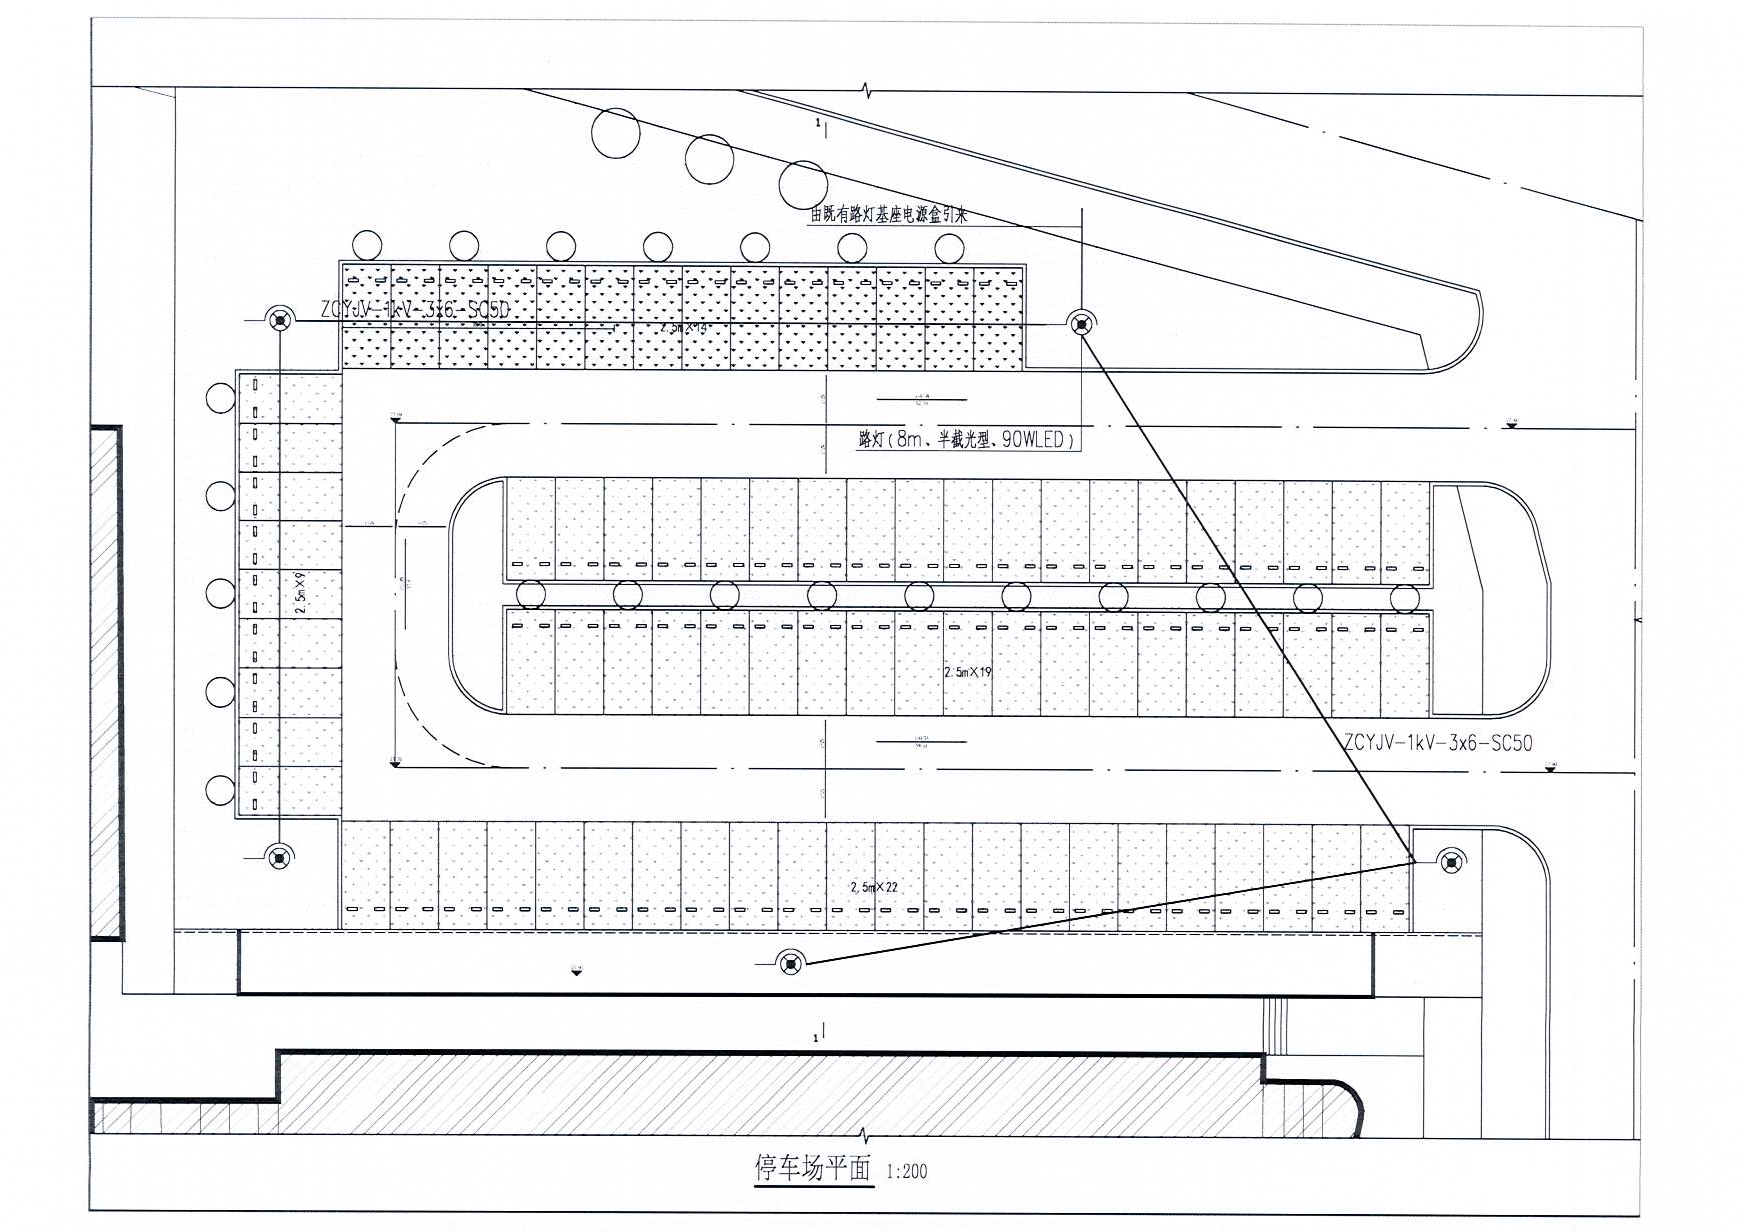 1
由既有路灯基座电源盒引来
ZCYJV-1kV-3x6-SC50
2.5m×14
路灯(8m、半截光型、90WLED)
2.5m×9
2.5m×19
ZCYJV-1kV-3x6-SC50
2.5m×22
1
停车场平面 1:200